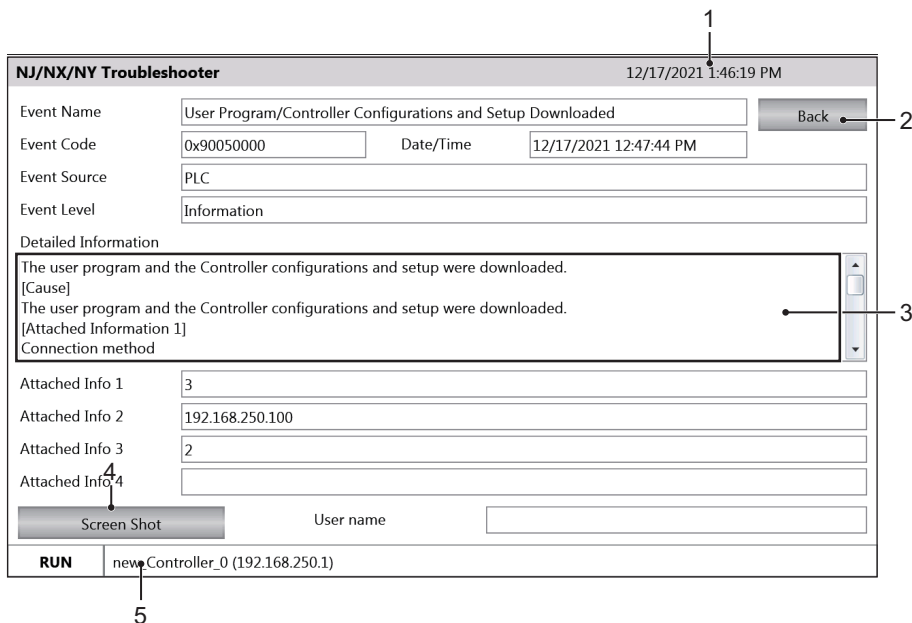 1
NJ/NX/NY Troubleshooter 12/17/2021 1:46:19 PM
Event Name User Program/Controller Configurations and Setup Downloaded Back 2
Event Code 0x90050000 Date/Time 12/17/2021 12:47:44 PM
Event Source PLC
Event Level Information
Detailed Information
The user program and the Controller configurations and setup were downloaded.
[Cause]
The user program and the Controller configurations and setup were downloaded. 3
[Attached Information 1]
Connection method
Attached Info 1 3
Attached Info 2 192.168.250.100
Attached Info 3 2
4
Attached Info 4
Screen Shot User name
RUN new_Controller_0 (192.168.250.1)
5